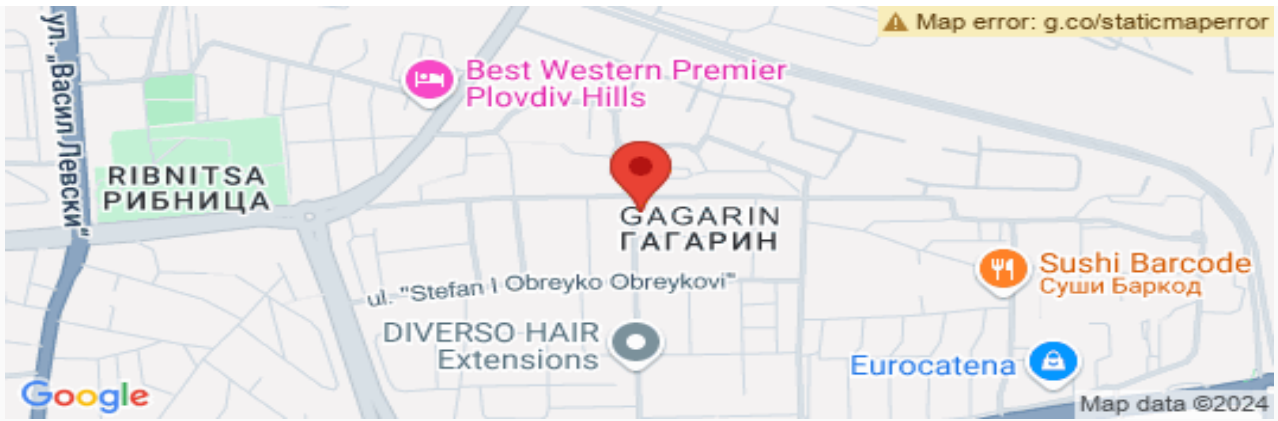 Map error: g.co/staticmaperror
ул. „Васил Левски“
Best Western Premier
Plovdiv Hills
RIBNITSA
РИБНИЦА
GAGARIN
ГАГАРИН
Sushi Barcode
Суши Баркод
ul. "Stefan I Obreyko Obreykovi"
DIVERSO HAIR
Extensions
Eurocatena
Google
Map data ©2024